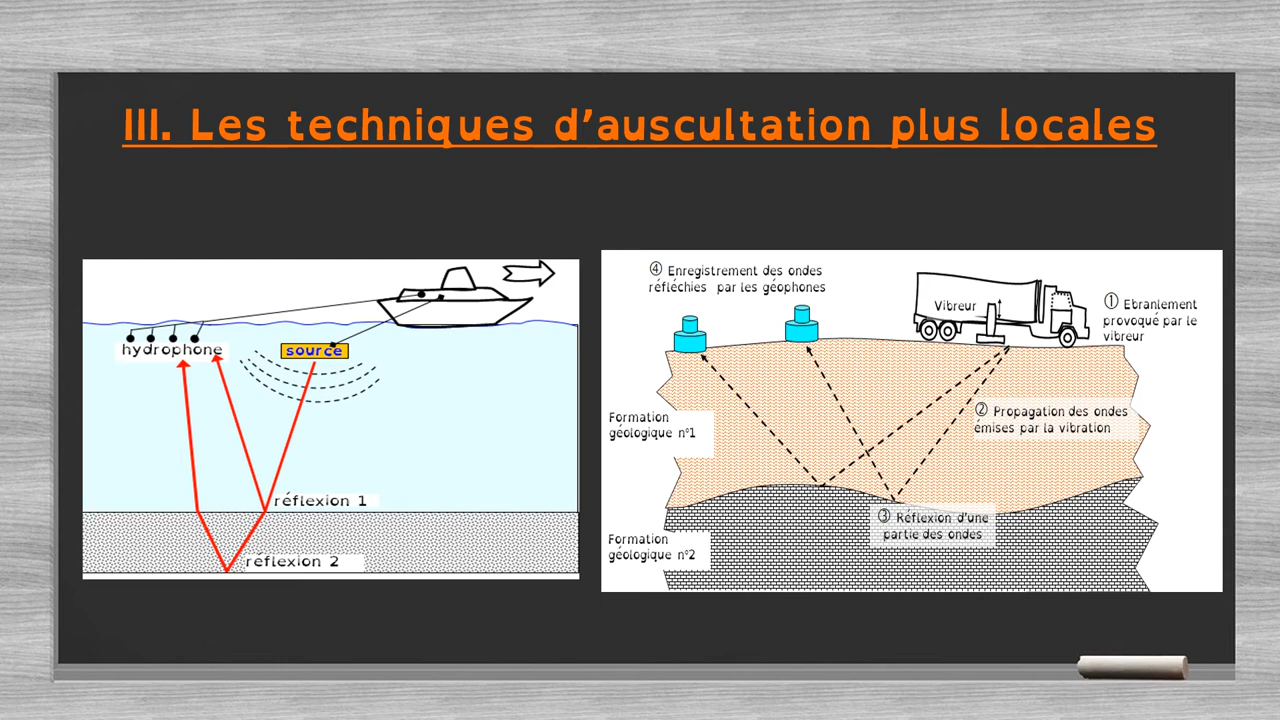 III. Les techniques d’auscultation plus locales
hydrophone
source
réflexion 1
réflexion 2
④ Enregistrement des ondes
réfléchies par les géophones
Vibreur
① Ebranlement
provoqué par le
vibreur
Formation
géologique n°1
② Propagation des ondes
émises par la vibration
③ Réflexion d'une
partie des ondes
Formation
géologique n°2